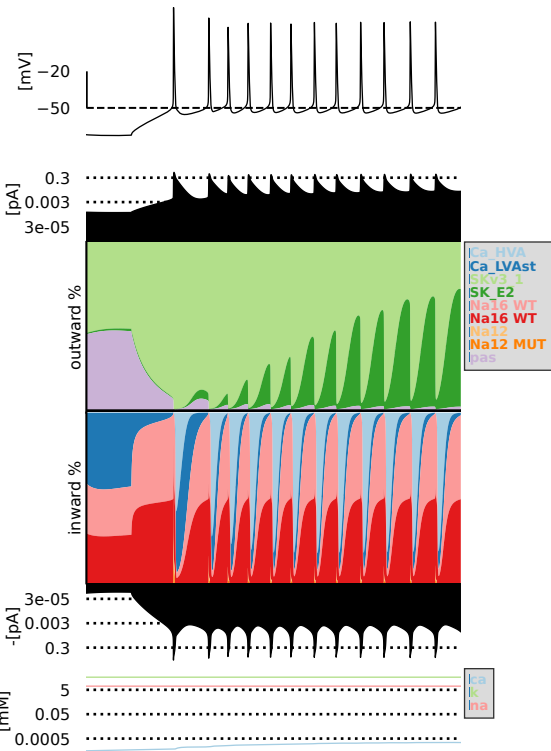 [mV]
−20
−50
[pA]
0.3
0.003
3e-05
outward %
Ca_HVA
Ca_LVAst
SKv3_1
SK_E2
Na16 WT
Na16 WT
Na12
Na12 MUT
pas
inward %
-[pA]
3e-05
0.003
0.3
[mM]
5
0.05
0.0005
ca
k
na